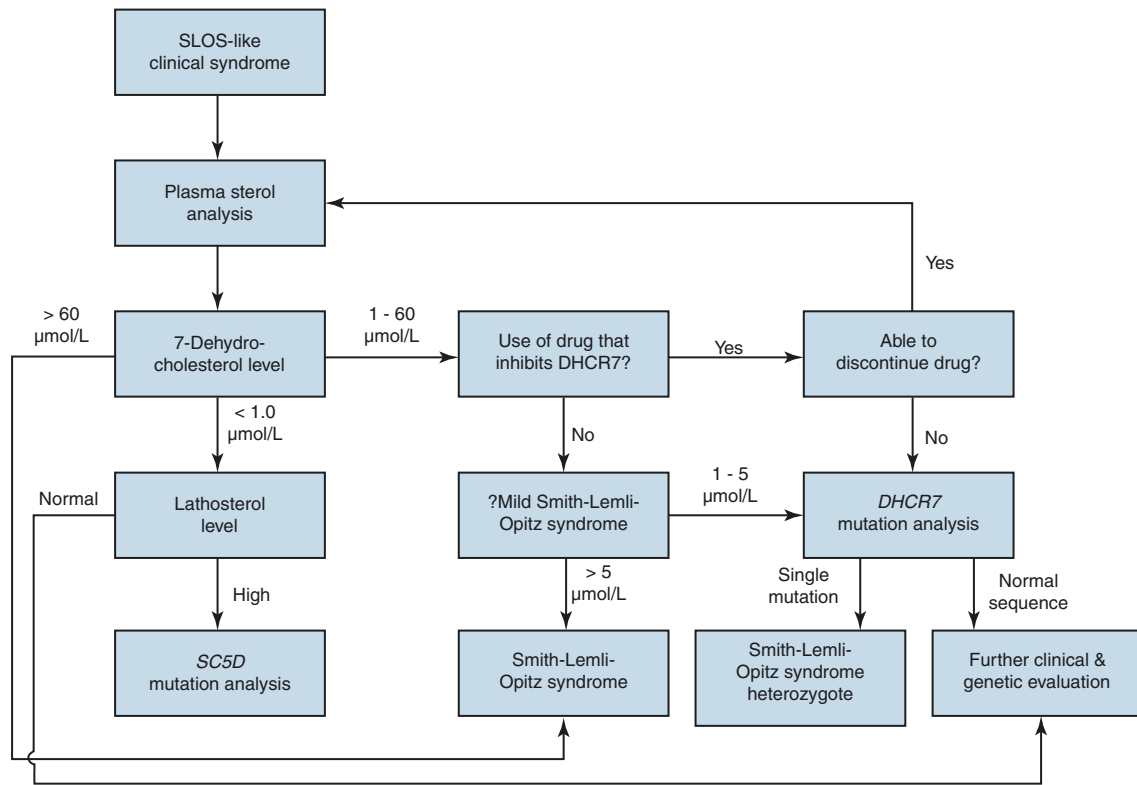 SLOS-like
clinical syndrome
Plasma sterol
analysis
Yes
> 60
µmol/L
7-Dehydro-
cholesterol level
1 - 60
µmol/L
Use of drug that
inhibits DHCR7?
Yes
Able to
discontinue drug?
< 1.0
µmol/L
No
No
Normal
Lathosterol
level
?Mild Smith-Lemli-
Opitz syndrome
1 - 5
µmol/L
DHCR7
mutation analysis
High
> 5
µmol/L
Single
mutation
Normal
sequence
SC5D
mutation analysis
Smith-Lemli-
Opitz syndrome
Smith-Lemli-
Opitz syndrome
heterozygote
Further clinical &
genetic evaluation